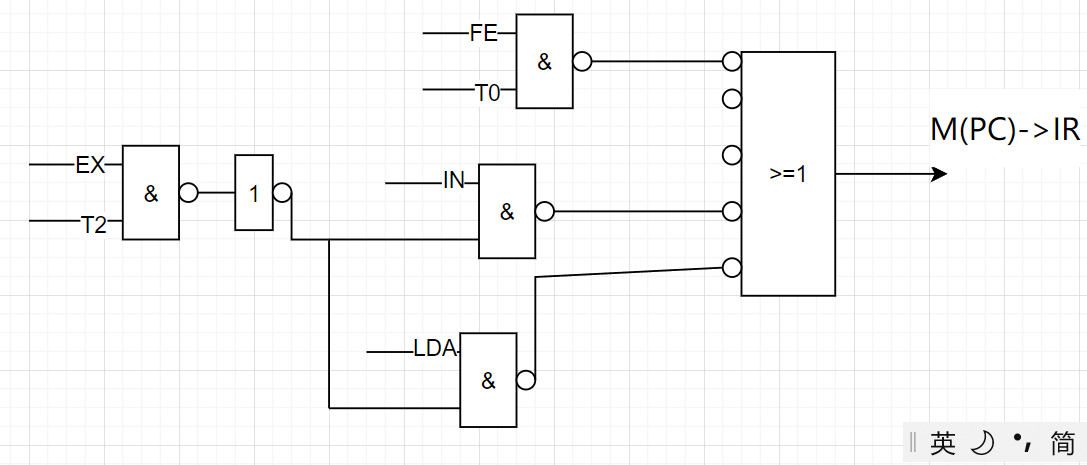 FE
&
T0
M(PC)->IR
EX
&
T2
1
IN
&
>=1
LDA
&
英
简